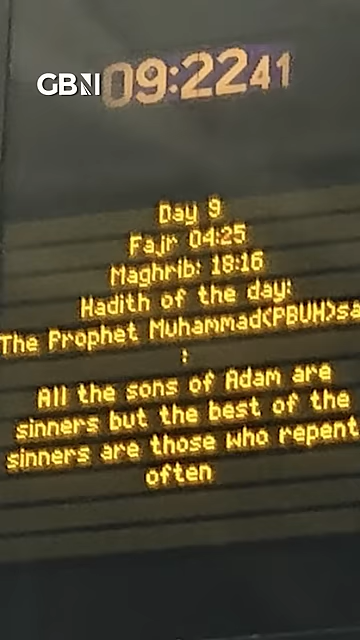 GBN
09:22 41
Day 9
Fajr 04:25
Maghrib: 18:16
Hadith of the day:
The Prophet Muhammad(PBUH)sa
:
All the sons of Adam are
sinners but the best of the
sinners are those who repent
often